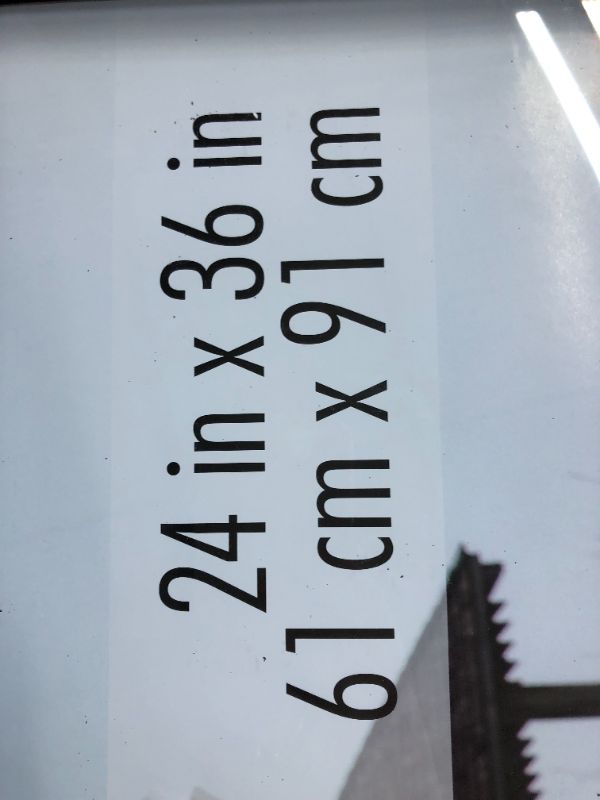 24 in x 36 in
61 cm x 91 cm